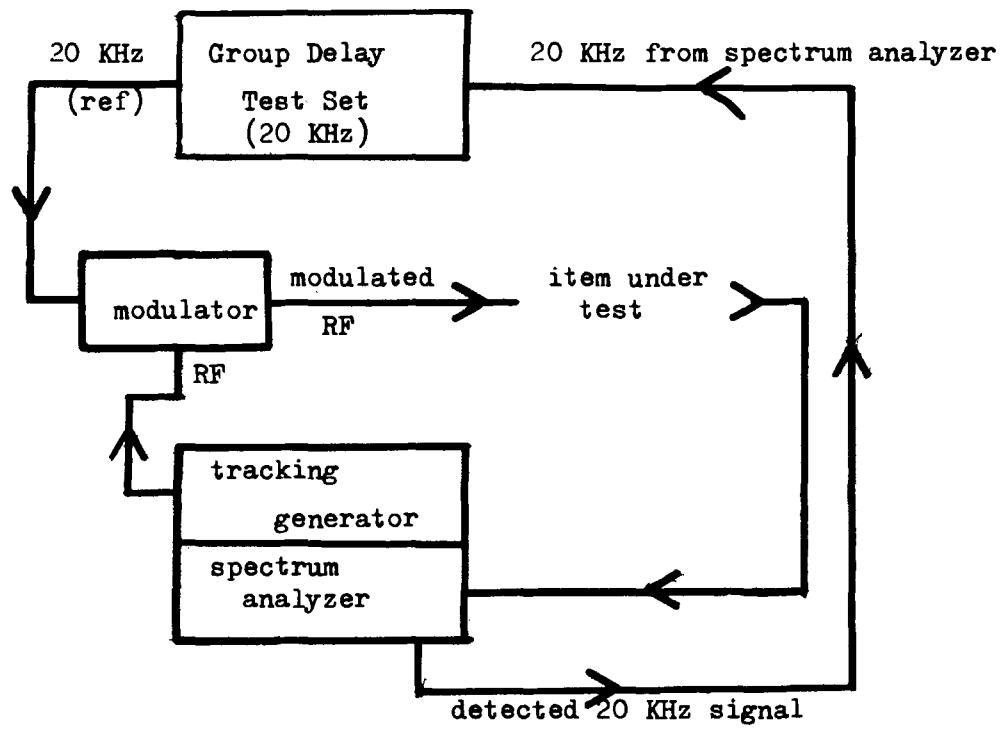 20 KHz
(ref)
Group Delay
Test Set
(20 KHz)
20 KHz from spectrum analyzer
modulator
modulated
RF
item under
test
RF
tracking
generator
spectrum
analyzer
detected 20 KHz signal